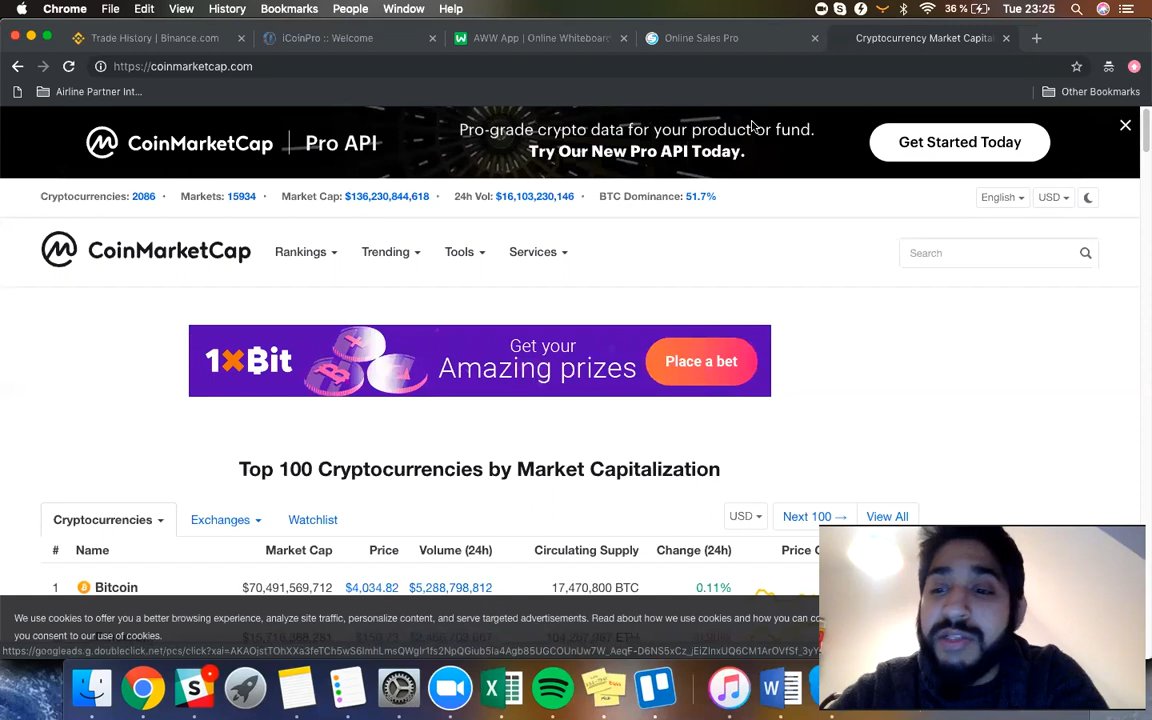 Chrome File Edit View History Bookmarks People Window Help 36 % Tue 23:25
Trade History | Binance.com iCoinPro :: Welcome AWW App | Online Whiteboard Online Sales Pro Cryptocurrency Market Capital
https://coinmarketcap.com
Airline Partner Int... Other Bookmarks
CoinMarketCap Pro API
Pro-grade crypto data for your product or fund.
Try Our New Pro API Today.
Get Started Today
Cryptocurrencies: 2086 • Markets: 15934 • Market Cap: $136,230,844,618 • 24h Vol: $16,103,230,146 • BTC Dominance: 51.7% English USD
CoinMarketCap Rankings Trending Tools Services Search
1xBit
Get your
Amazing prizes
Place a bet
Top 100 Cryptocurrencies by Market Capitalization
Cryptocurrencies Exchanges Watchlist USD Next 100 → View All
# Name Market Cap Price Volume (24h) Circulating Supply Change (24h) Price
1 Bitcoin $70,491,569,712 $4,034.82 $5,288,798,812 17,470,800 BTC 0.11%
We use cookies to offer you a better browsing experience, analyze site traffic, personalize content, and serve targeted advertisements. Read about how we use cookies and how you can
you consent to our use of cookies.